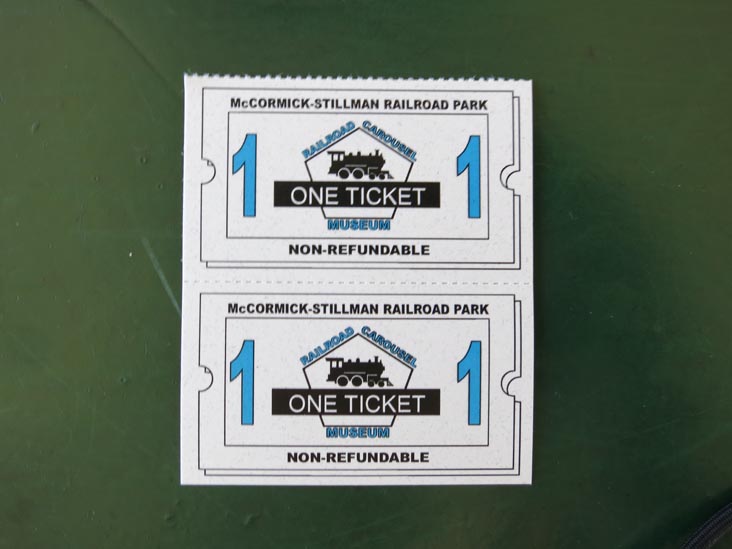 McCORMICK-STILLMAN RAILROAD PARK
RAILROAD CAROUSEL
1 1
ONE TICKET
MUSEUM
NON-REFUNDABLE
McCORMICK-STILLMAN RAILROAD PARK
RAILROAD CAROUSEL
1 1
ONE TICKET
MUSEUM
NON-REFUNDABLE